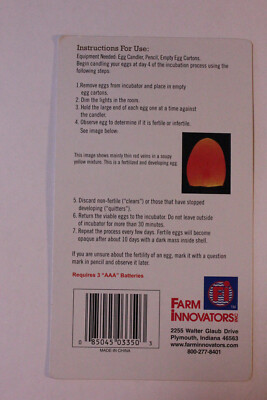 Instructions For Use:
Equipment Needed: Egg Candler, Pencil, Empty Egg Cartons.
Begin candling your eggs at day 4 of the incubation process using the
following steps:
1.Remove eggs from incubator and place in empty
egg cartons.
2. Dim the lights in the room.
3. Hold the large end of each egg one at a time against
the candler.
4. Observe egg to determine if it is fertile or infertile.
See image below.
This image shows mainly thin red veins in a soupy
yellow mixture. This is a fertilized and developing egg.
5. Discard non-fertile ("clears") or those that have stopped
developing ("quitters").
6. Return the viable eggs to the incubator. Do not leave outside
of incubator for more than 30 minutes.
7. Repeat the process every few days. Fertile eggs will become
opaque after about 10 days with a dark mass inside shell.
If you are unsure about the fertility of an egg, mark it with a question
mark in pencil and observe it later.
Requires 3 "AAA" Batteries
0 85045 03350 3
MADE IN CHINA
FARM
INNOVATORS INC.
2255 Walter Glaub Drive
Plymouth, Indiana 46563
www.farminnovators.com
800-277-8401